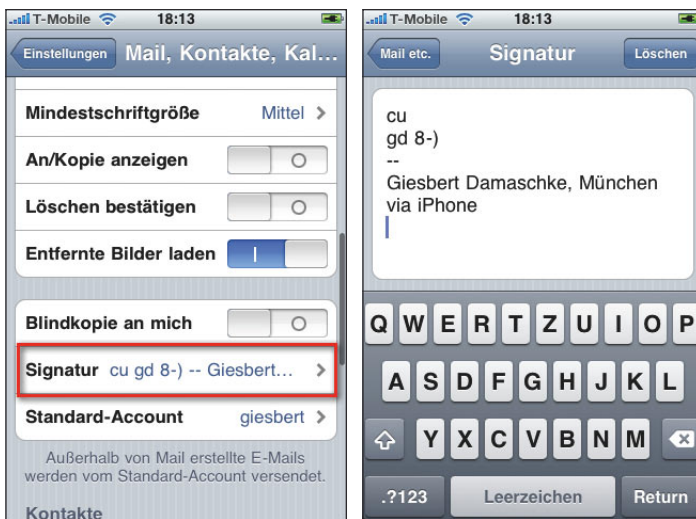 T-Mobile 18:13
Einstellungen Mail, Kontakte, Kal...
Mindestschriftgröße Mittel
An/Kopie anzeigen
Löschen bestätigen
Entfernte Bilder laden
Blindkopie an mich
Signatur cu gd 8-) -- Giesbert...
Standard-Account giesbert
Außerhalb von Mail erstellte E-Mails
werden vom Standard-Account versendet.
Kontakte
T-Mobile 18:13
Mail etc. Signatur Löschen
cu
gd 8-)
--
Giesbert Damaschke, München
via iPhone
Q W E R T Z U I O P
A S D F G H J K L
Y X C V B N M
.?123 Leerzeichen Return